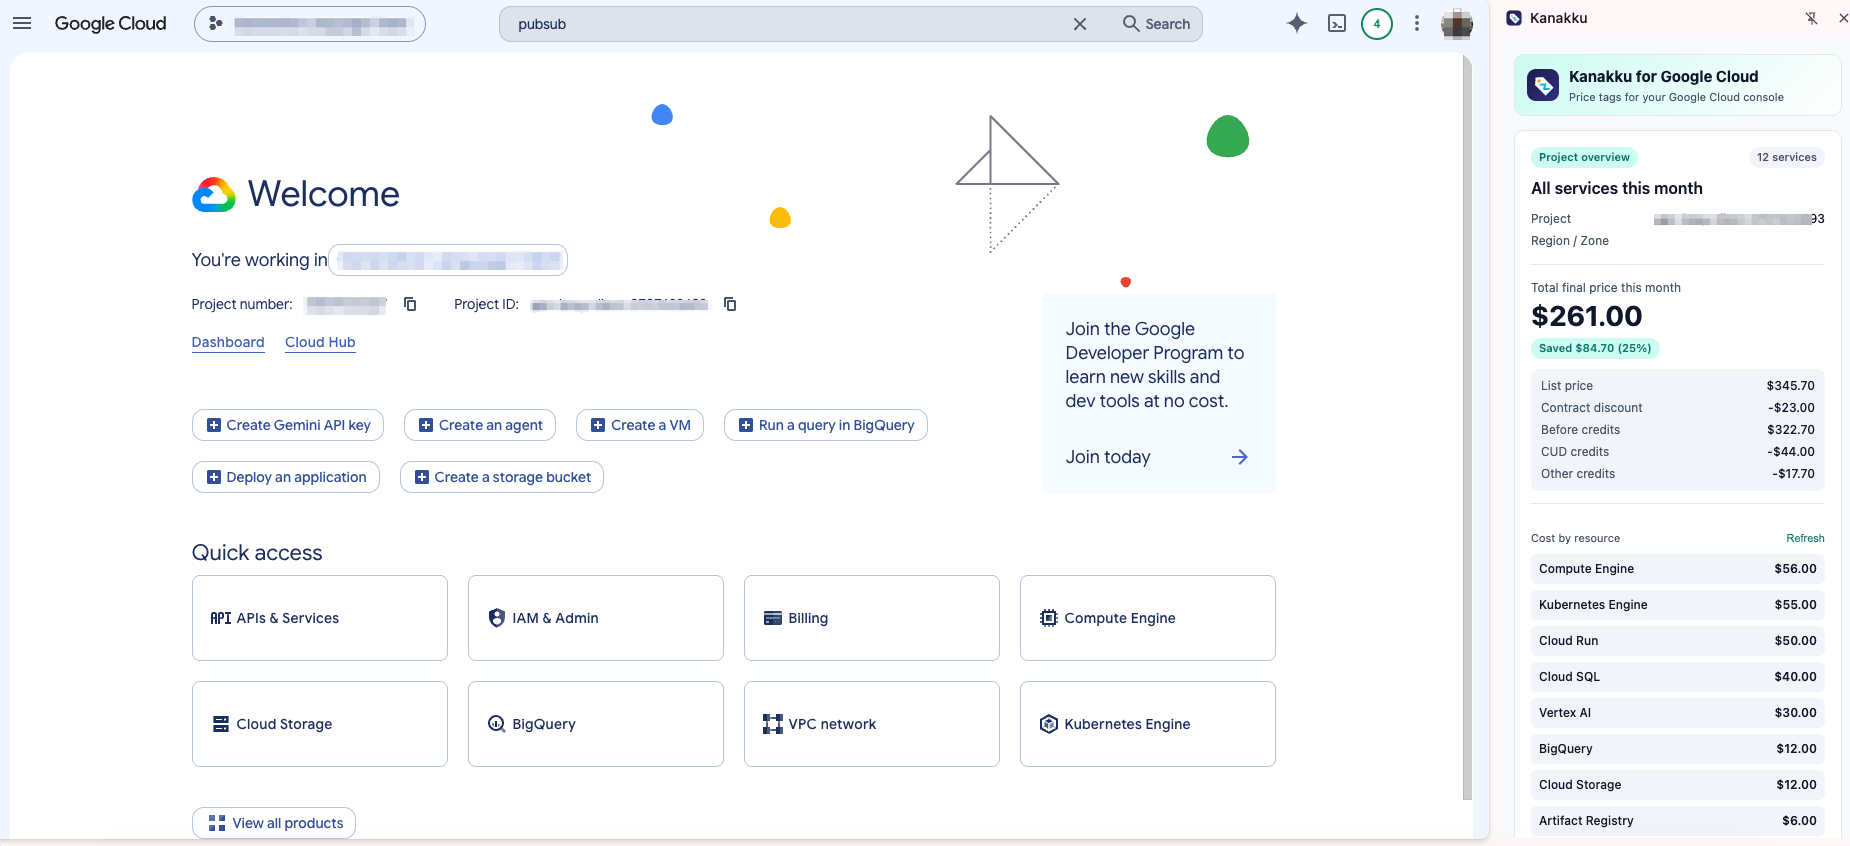 Google Cloud
pubsub
Search
4
Welcome
You're working in
Project number:
Project ID:
Dashboard
Cloud Hub
Create Gemini API key
Create an agent
Create a VM
Run a query in BigQuery
Deploy an application
Create a storage bucket
Join the Google
Developer Program to
learn new skills and
dev tools at no cost.
Join today
Quick access
API APIs & Services
IAM & Admin
Billing
Compute Engine
Cloud Storage
BigQuery
VPC network
Kubernetes Engine
View all products
Kanakku
Kanakku for Google Cloud
Price tags for your Google Cloud console
Project overview
12 services
All services this month
Project 93
Region / Zone
Total final price this month
$261.00
Saved $84.70 (25%)
List price $345.70
Contract discount -$23.00
Before credits $322.70
CUD credits -$44.00
Other credits -$17.70
Cost by resource Refresh
Compute Engine $56.00
Kubernetes Engine $55.00
Cloud Run $50.00
Cloud SQL $40.00
Vertex AI $30.00
BigQuery $12.00
Cloud Storage $12.00
Artifact Registry $6.00